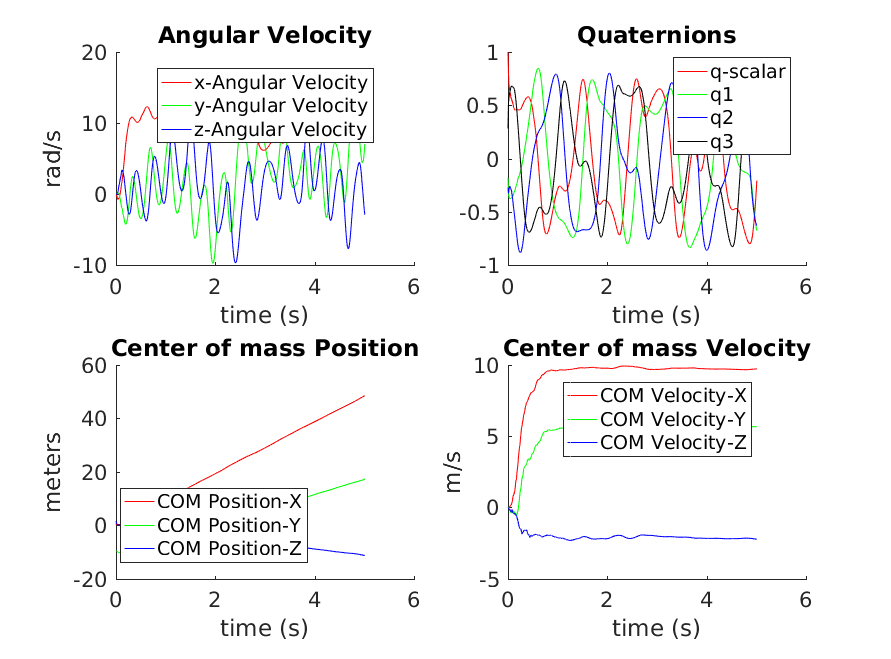 Angular Velocity
20
10
0
-10
rad/s
x-Angular Velocity
y-Angular Velocity
z-Angular Velocity
0 2 4 6
time (s)
Quaternions
1
0.5
0
-0.5
-1
q-scalar
q1
q2
q3
0 2 4 6
time (s)
Center of mass Position
60
40
20
0
-20
meters
COM Position-X
COM Position-Y
COM Position-Z
0 2 4 6
time (s)
Center of mass Velocity
10
5
0
-5
m/s
COM Velocity-X
COM Velocity-Y
COM Velocity-Z
0 2 4 6
time (s)